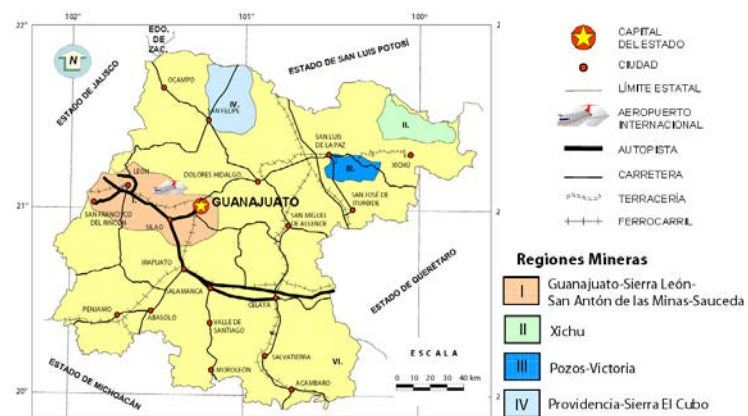 102°
101°
100°
22°
EDO.
DE
ZAC.
ESTADO DE SAN LUIS POTOSÍ
ESTADO DE JALISCO
N
OCAMPO
SAN FELIPE
IV.
II.
SAN LUIS
DE LA PAZ
XICHÚ
III.
LEÓN
DOLORES HIDALGO
I.
GUANAJUATO
SAN JOSÉ DE
ITURBIDE
21°
SAN FRANCISCO
DEL RINCÓN
SILAO
SAN MIGUEL
DE ALLENDE
IRAPUATO
ESTADO DE QUERÉTARO
SALAMANCA
CELAYA
PENJAMO
ABASOLO
VALLE DE
SANTIAGO
SALVATIERRA
VI.
MOROLEÓN
ACAMBARO
20°
ESTADO DE MICHOACÁN
E S C A L A
0 10 20 30 40 km
2
2
2
CAPITAL
DEL ESTADO
CIUDAD
LÍMITE ESTATAL
AEROPUERTO
INTERNACIONAL
AUTOPISTA
CARRETERA
TERRACERÍA
FERROCARRIL
Regiones Mineras
I Guanajuato-Sierra León-
San Antón de las Minas-Sauceda
II Xichu
III Pozos-Victoria
IV Providencia-Sierra El Cubo